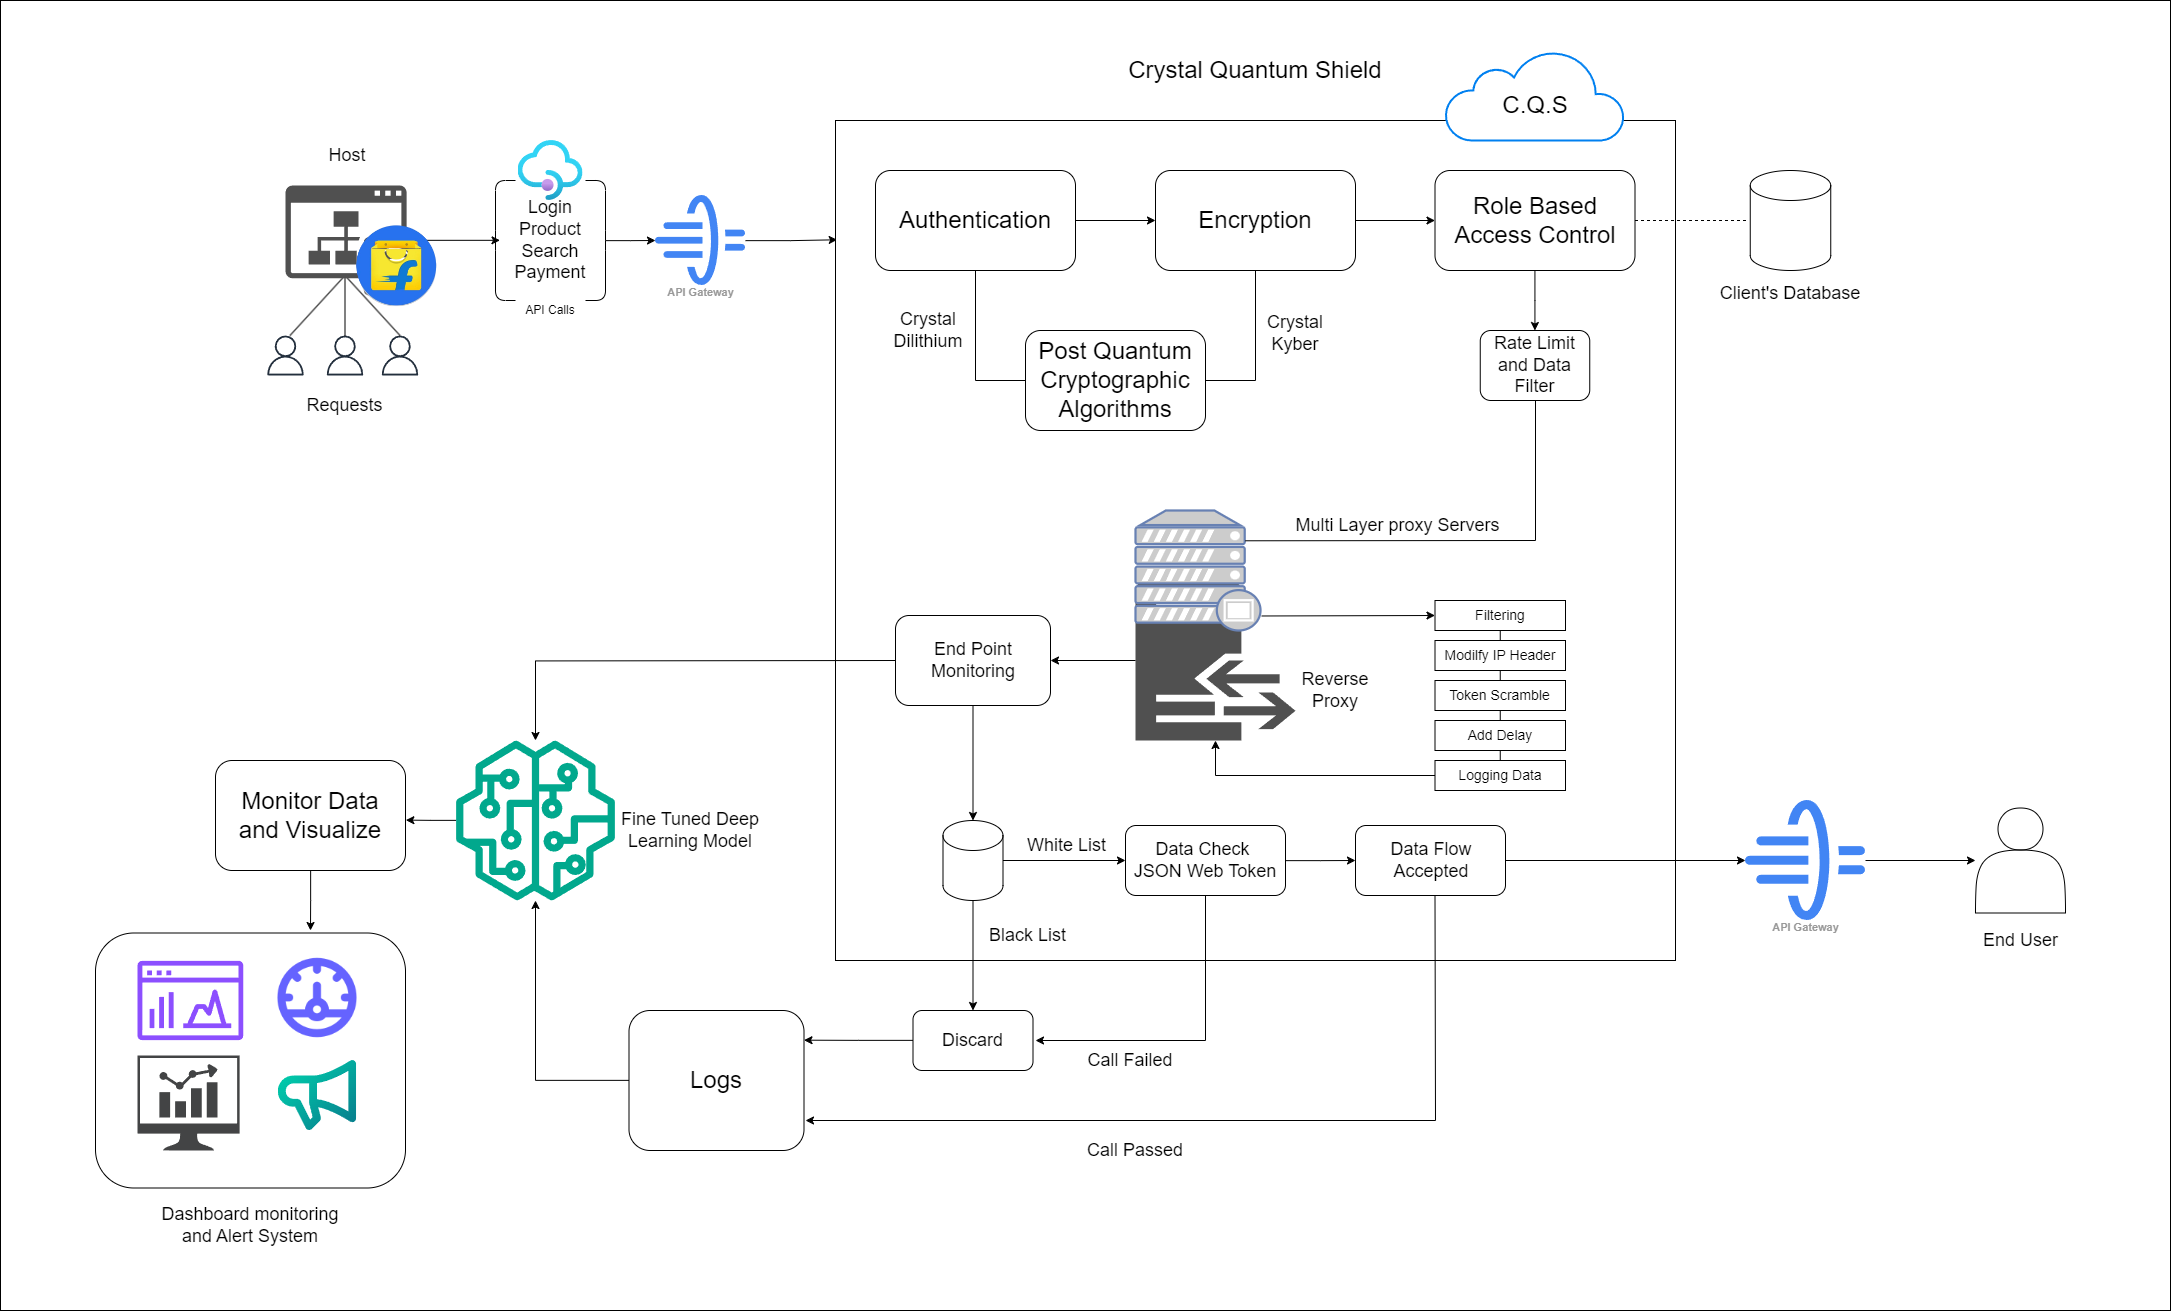 Crystal Quantum Shield
C.Q.S
Host
Login
Product
Search
Payment
API Calls
API Gateway
Requests
Authentication
Encryption
Role Based
Access Control
Client's Database
Crystal
Dilithium
Crystal
Kyber
Post Quantum
Cryptographic
Algorithms
Rate Limit
and Data
Filter
Multi Layer proxy Servers
Filtering
Modilfy IP Header
Token Scramble
Add Delay
Logging Data
Reverse
Proxy
End Point
Monitoring
Monitor Data
and Visualize
Fine Tuned Deep
Learning Model
White List
Data Check
JSON Web Token
Data Flow
Accepted
API Gateway
End User
Black List
Discard
Call Failed
Logs
Call Passed
Dashboard monitoring
and Alert System